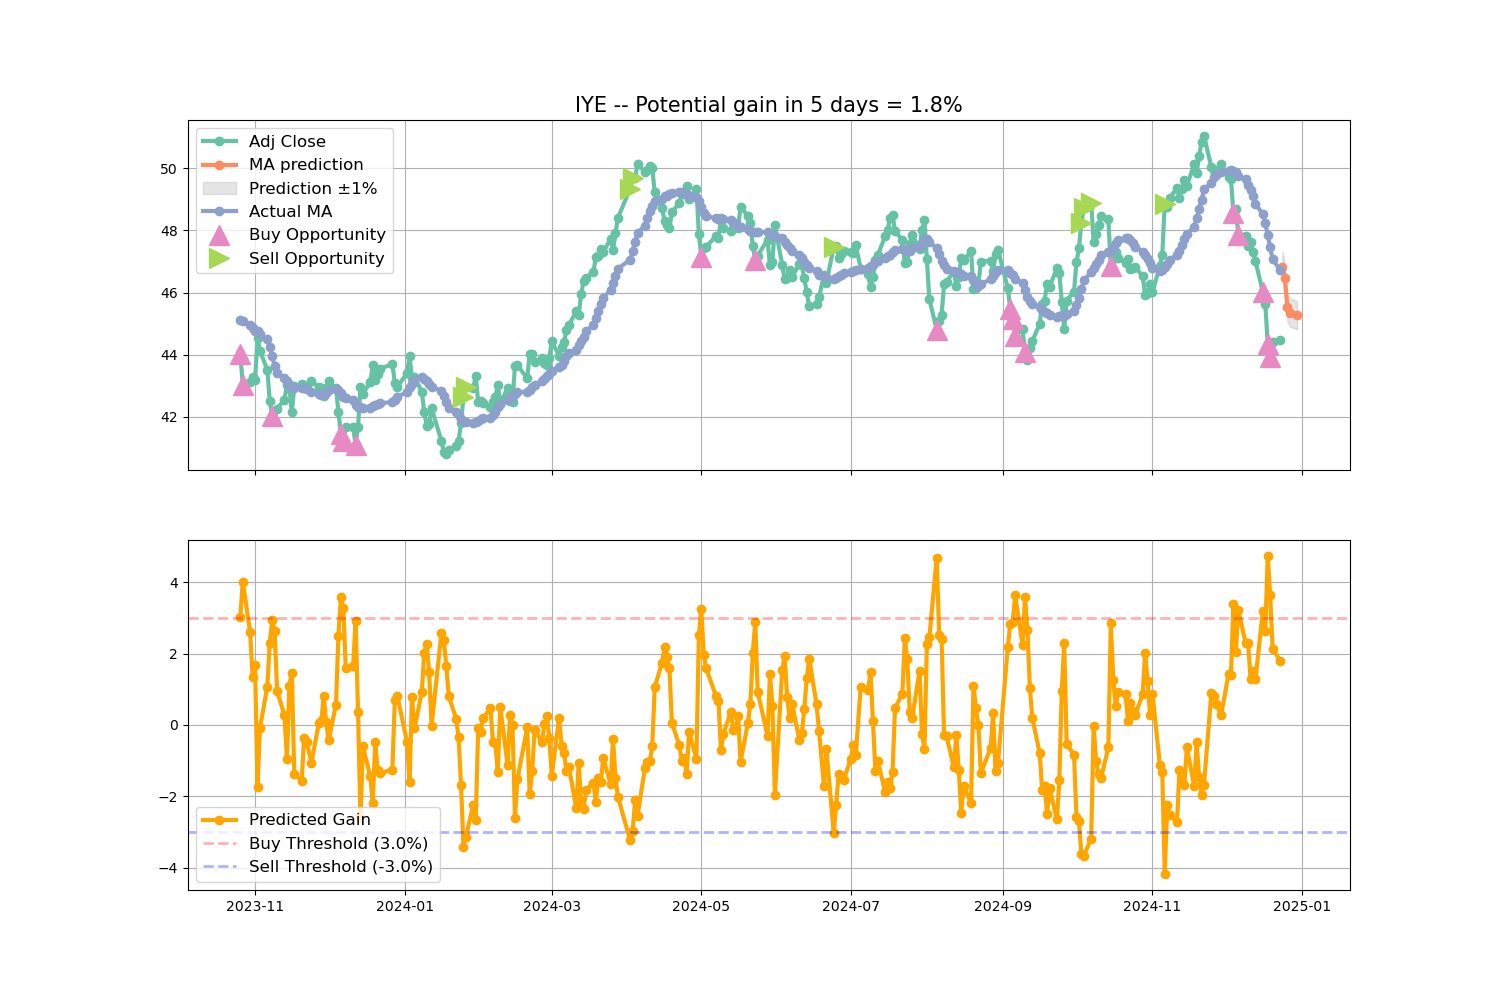 IYE -- Potential gain in 5 days = 1.8%
Adj Close
MA prediction
Prediction ±1%
Actual MA
Buy Opportunity
Sell Opportunity
50
48
46
44
42
4
2
0
−2
−4
Predicted Gain
Buy Threshold (3.0%)
Sell Threshold (-3.0%)
2023-11 2024-01 2024-03 2024-05 2024-07 2024-09 2024-11 2025-01